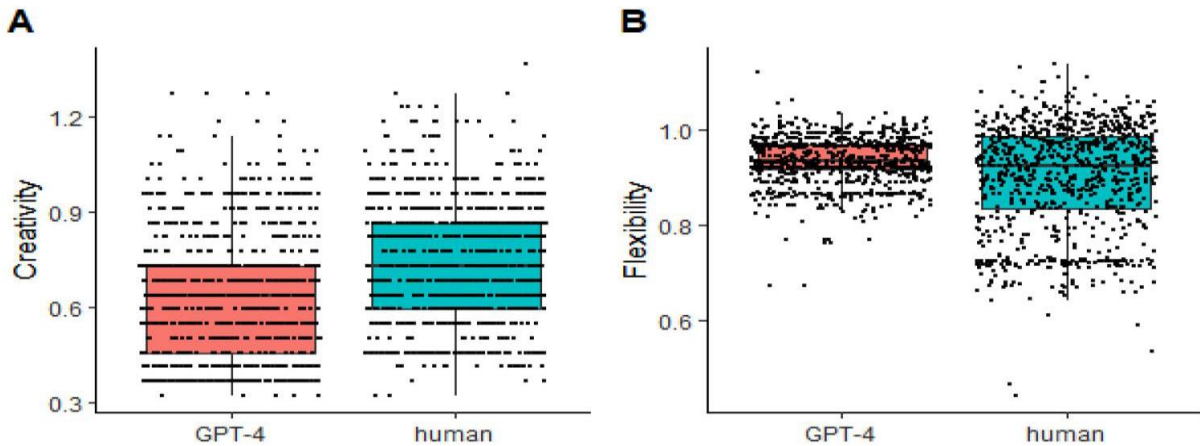 A
Creativity
1.2
0.9
0.6
0.3
GPT-4
human
B
Flexibility
1.0
0.8
0.6
GPT-4
human